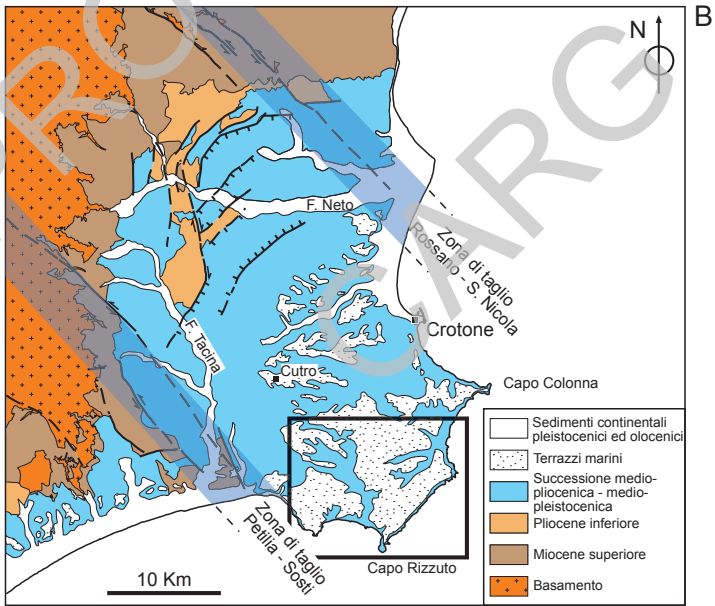 B
N
F. Neto
Zona di taglio
Rossano - S. Nicola
Crotone
F. Tacina
Cutro
Capo Colonna
Zona di taglio
Petilia - Sosti
Capo Rizzuto
10 Km
Sedimenti continentali
pleistocenici ed olocenici
Terrazzi marini
Successione medio-
pliocenica - medio-
pleistocenica
Pliocene inferiore
Miocene superiore
Basamento
CARG